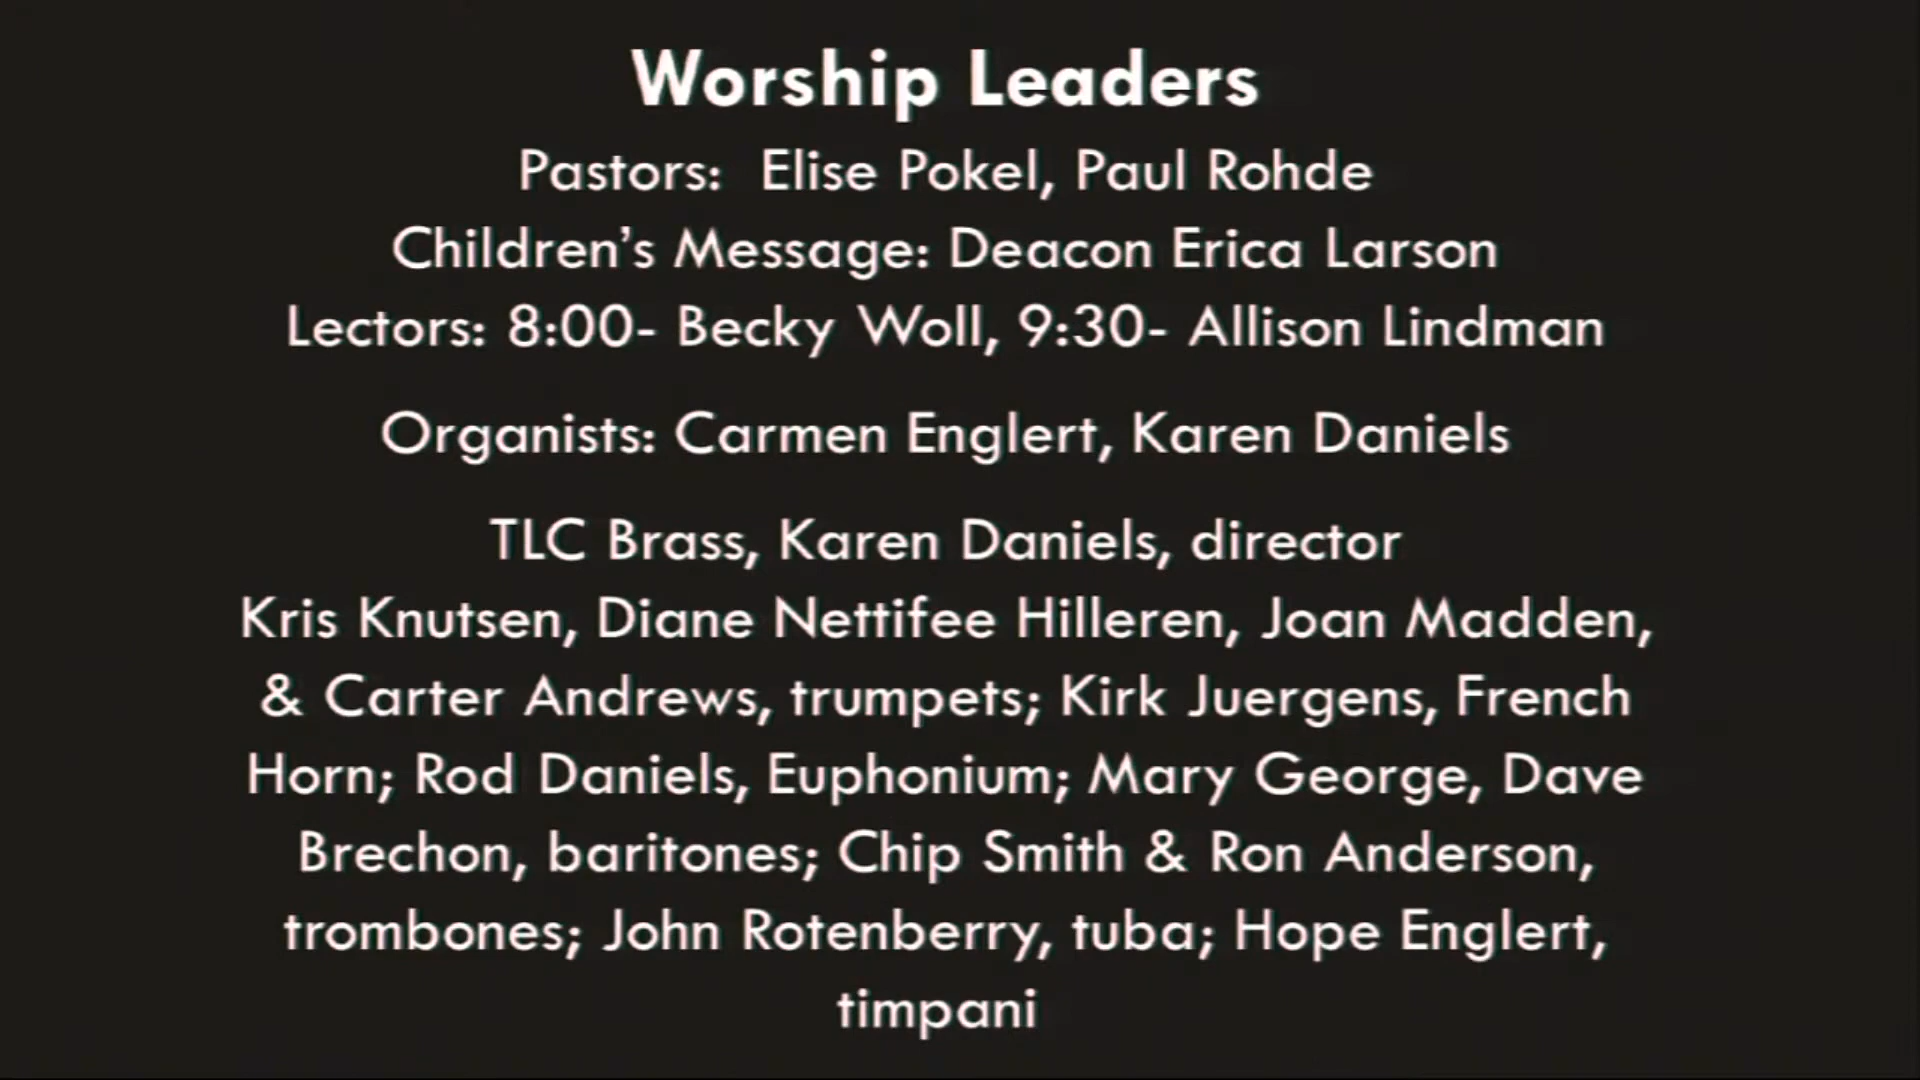 Worship Leaders
Pastors:  Elise Pokel, Paul Rohde
Children’s Message: Deacon Erica Larson
Lectors: 8:00- Becky Woll, 9:30- Allison Lindman
Organists: Carmen Englert, Karen Daniels
TLC Brass, Karen Daniels, director
Kris Knutsen, Diane Nettifee Hilleren, Joan Madden,
& Carter Andrews, trumpets; Kirk Juergens, French
Horn; Rod Daniels, Euphonium; Mary George, Dave
Brechon, baritones; Chip Smith & Ron Anderson,
trombones; John Rotenberry, tuba; Hope Englert,
timpani